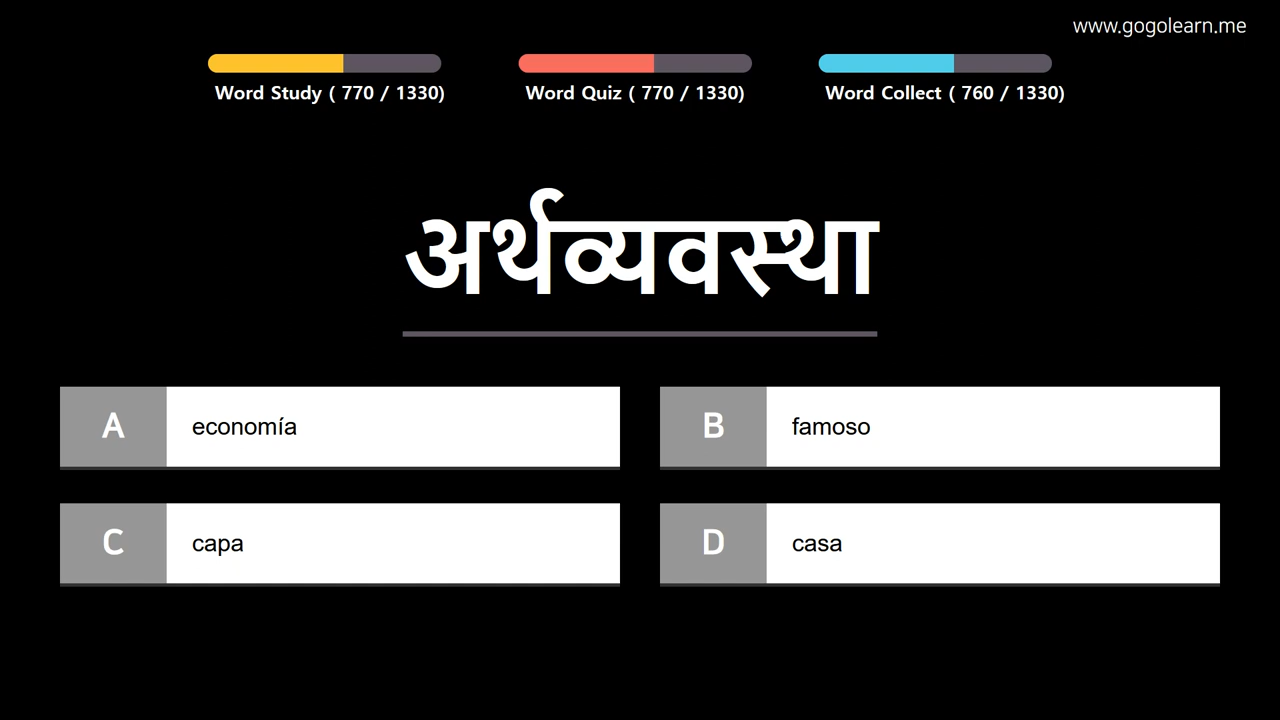 www.gogolearn.me
Word Study ( 770 / 1330)
Word Quiz ( 770 / 1330)
Word Collect ( 760 / 1330)
अर्थव्यवस्था
A economía
B famoso
C capa
D casa